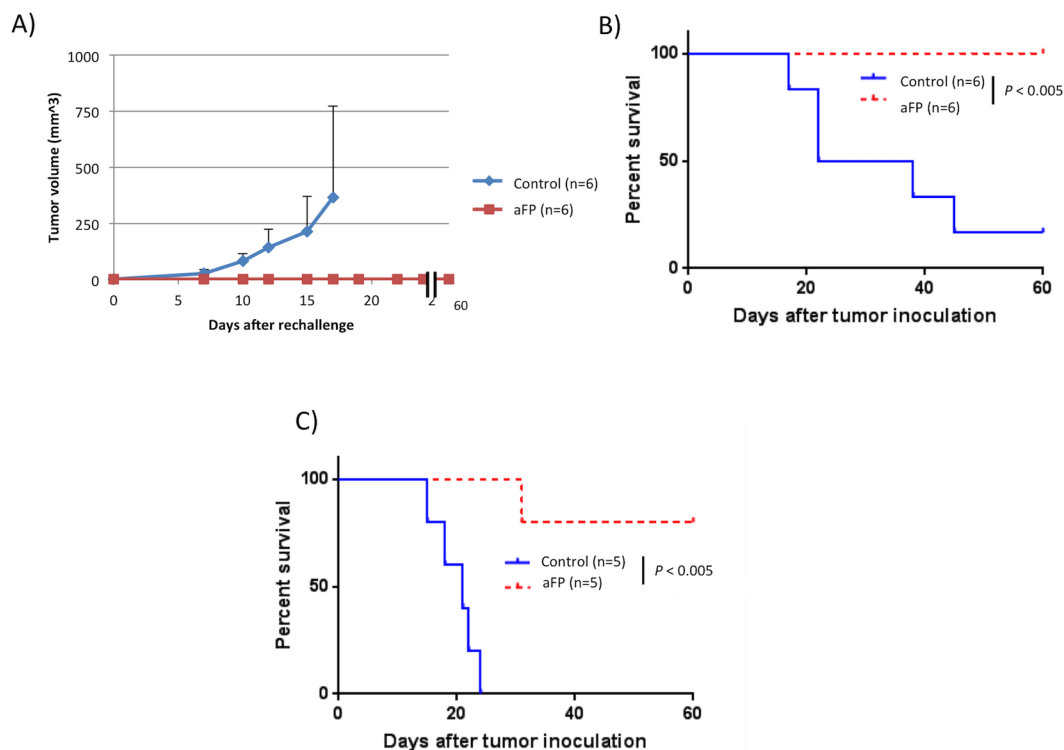 A)
Tumor volume (mm^3)
1000
750
500
250
0
0 5 10 15 20 2 60
Days after rechallenge
Control (n=6)
aFP (n=6)
B)
Percent survival
100
50
0
0 20 40 60
Days after tumor inoculation
Control (n=6)
aFP (n=6)
P < 0.005
C)
Percent survival
100
50
0
0 20 40 60
Days after tumor inoculation
Control (n=5)
aFP (n=5)
P < 0.005